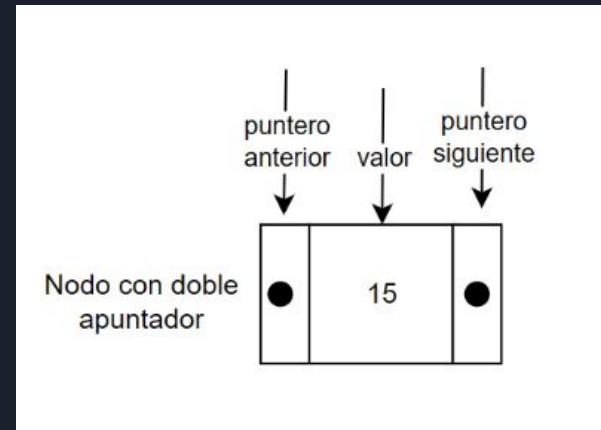 puntero
anterior
valor
puntero
siguiente
Nodo con doble
apuntador
15